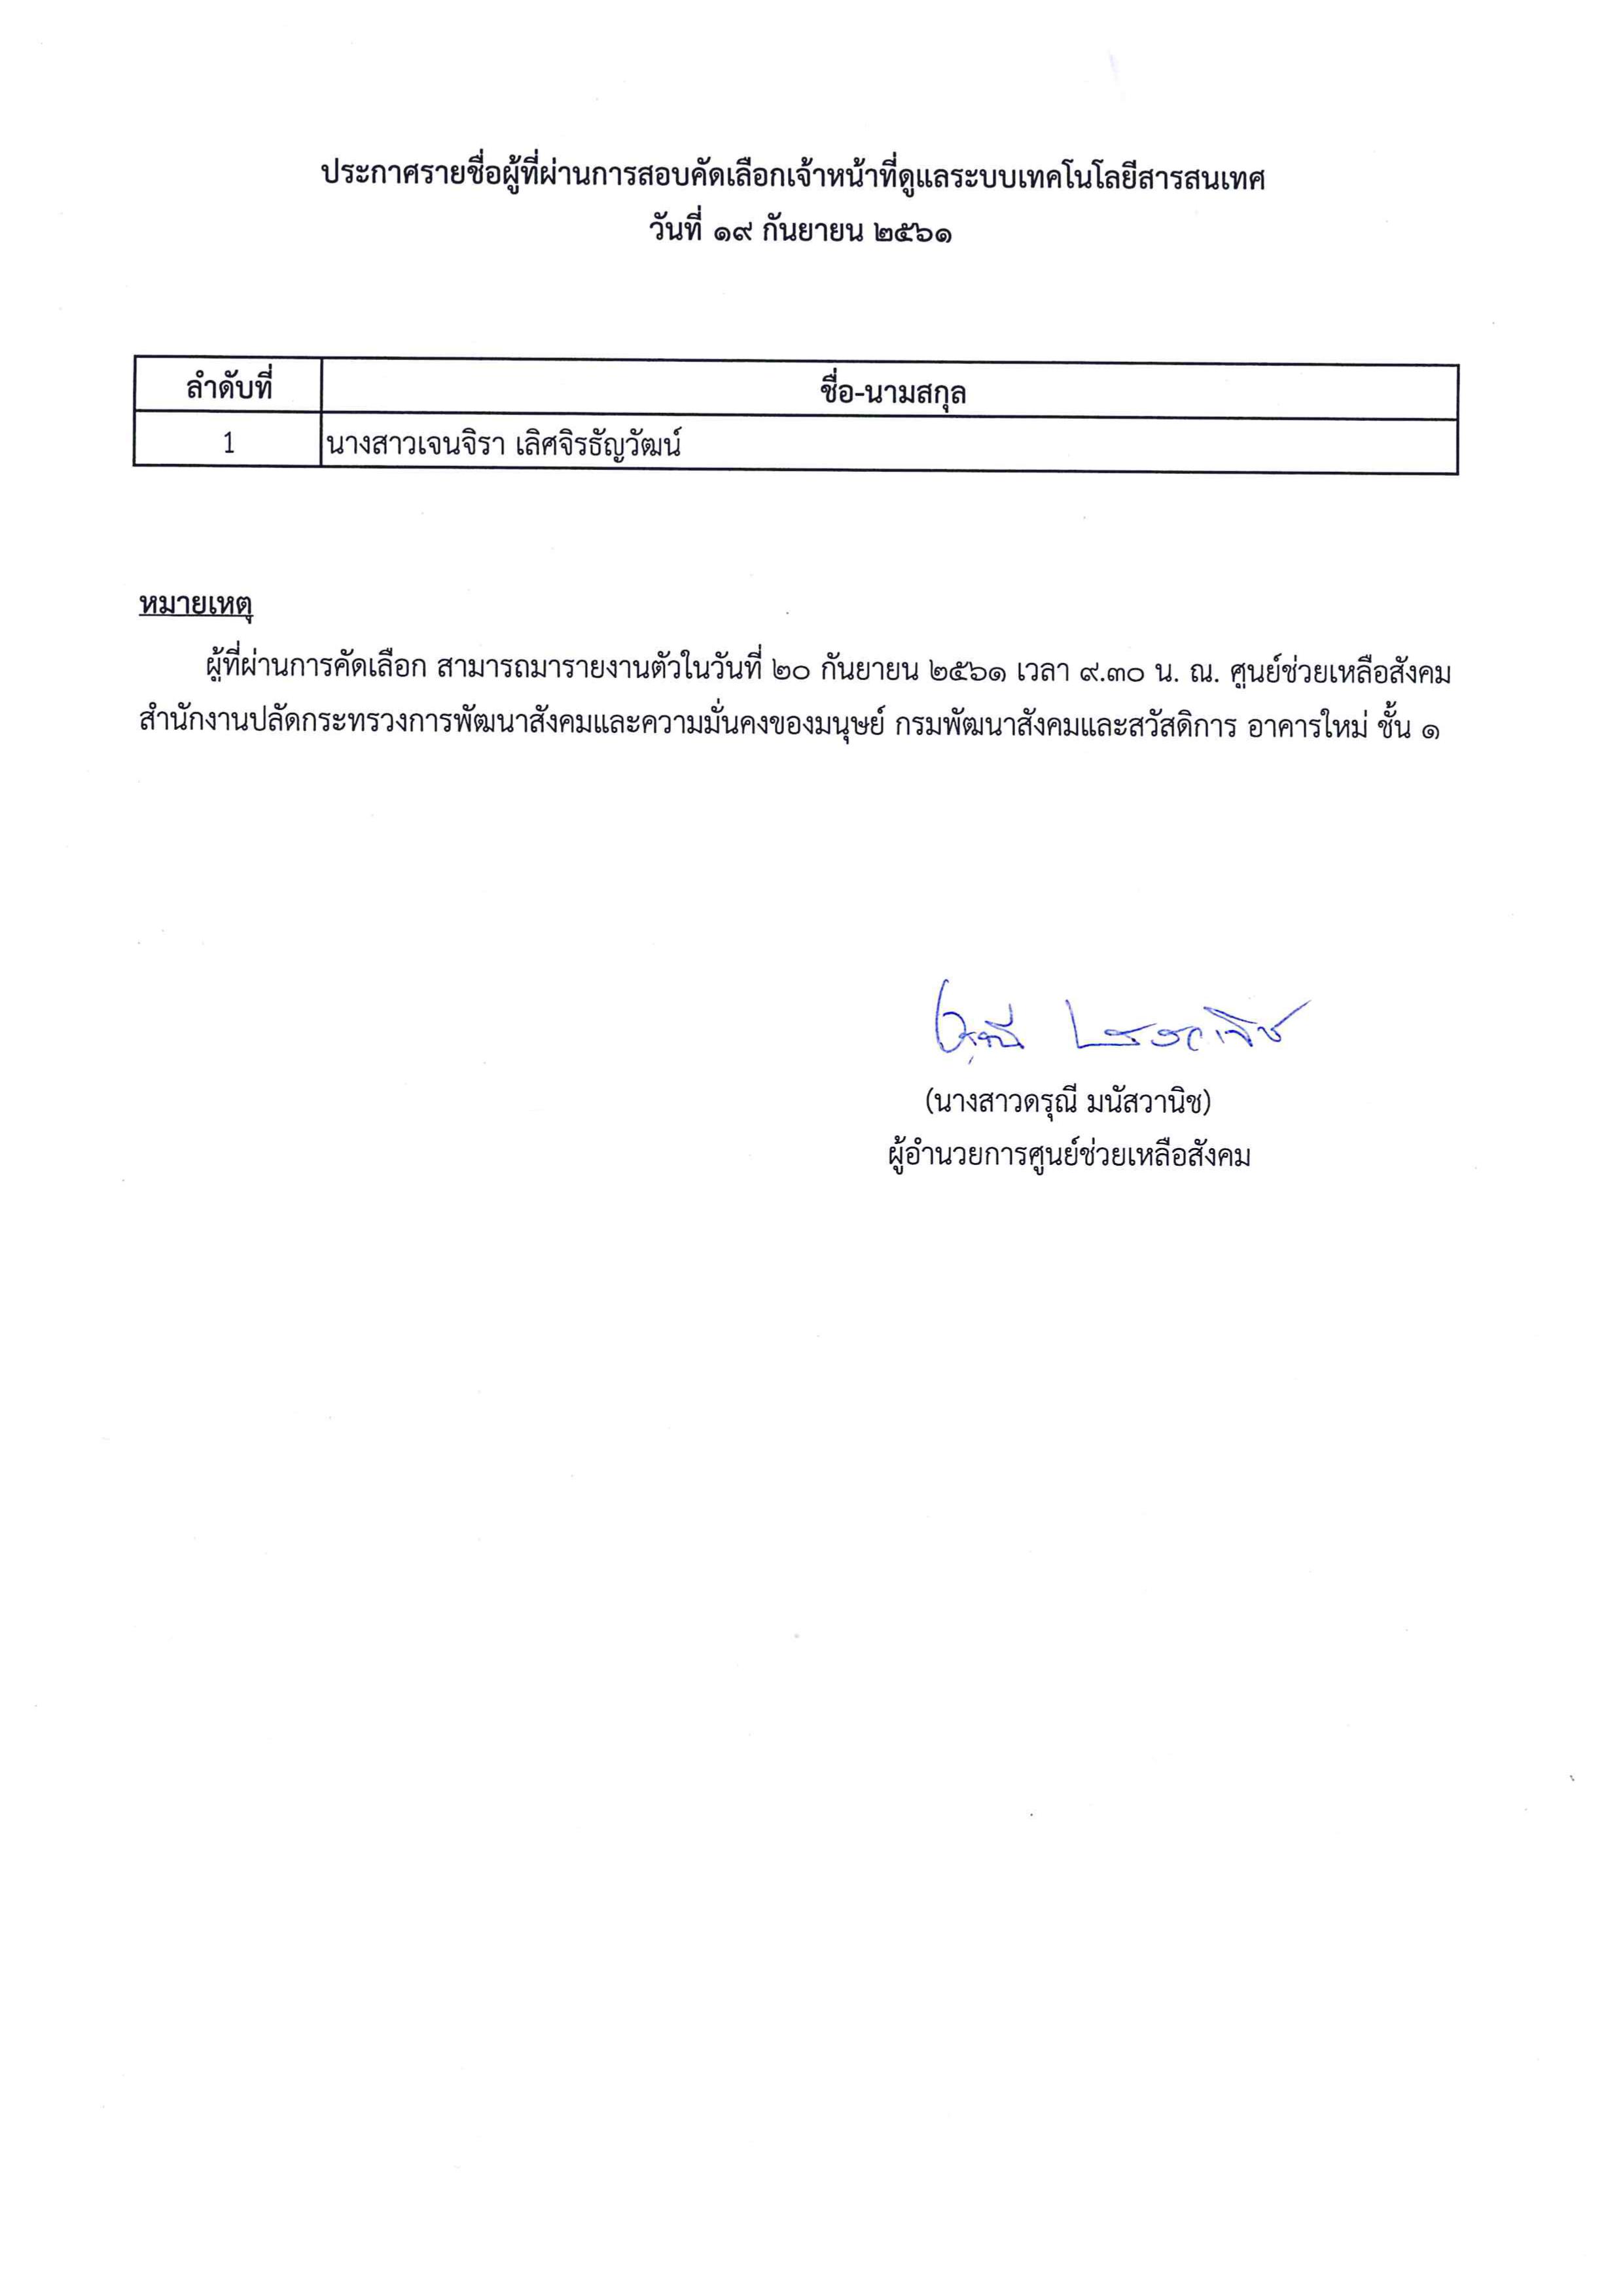 ประกาศรายชื่อผู้ที่ผ่านการสอบคัดเลือกเจ้าหน้าที่ดูแลระบบเทคโนโลยีสารสนเทศ
วันที่ ๑๙ กันยายน ๒๕๖๑
ลำดับที่ ชื่อ-นามสกุล
1 นางสาวเจนจิรา เลิศจิรธัญวัฒน์
หมายเหตุ
ผู้ที่ผ่านการคัดเลือก สามารถมารายงานตัวในวันที่ ๒๐ กันยายน ๒๕๖๑ เวลา ๙.๓๐ น. ณ. ศูนย์ช่วยเหลือสังคม
สำนักงานปลัดกระทรวงการพัฒนาสังคมและความมั่นคงของมนุษย์ กรมพัฒนาสังคมและสวัสดิการ อาคารใหม่ ชั้น ๑
(นางสาวดรุณี มนัสวานิช)
ผู้อำนวยการศูนย์ช่วยเหลือสังคม